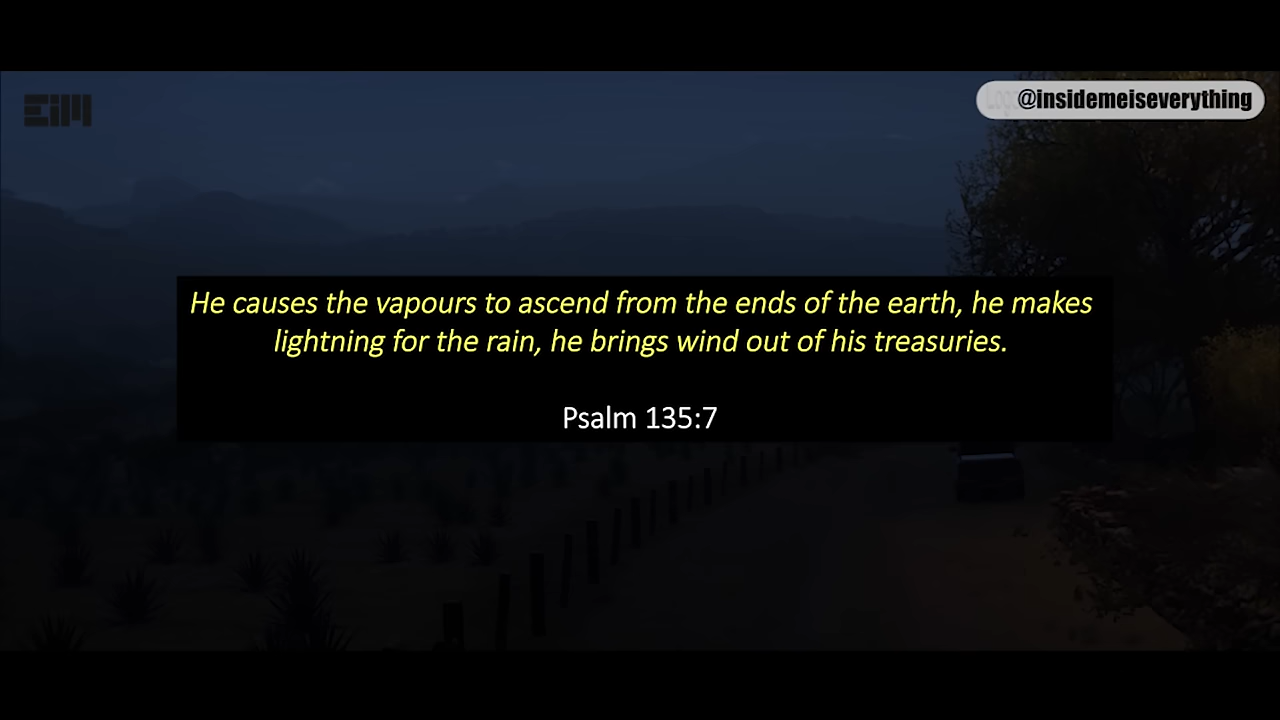 EiM
@insidemeiseverything
He causes the vapours to ascend from the ends of the earth, he makes
lightning for the rain, he brings wind out of his treasuries.
Psalm 135:7